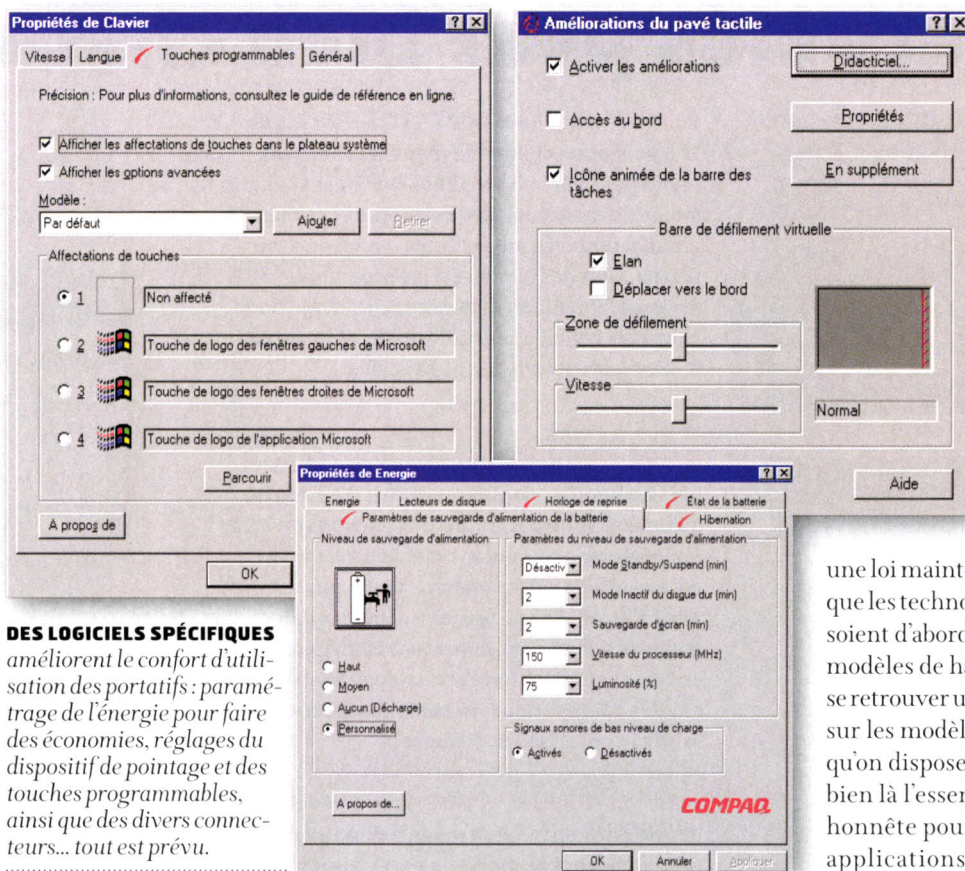 Propriétés de Clavier
Vitesse Langue Touches programmables Général
Précision : Pour plus d'informations, consultez le guide de référence en ligne.
Afficher les affectations de touches dans le plateau système
Afficher les options avancées
Modèle :
Par défaut Ajouter Retirer
Affectations de touches
1 Non affecté
2 Touche de logo des fenêtres gauches de Microsoft
3 Touche de logo des fenêtres droites de Microsoft
4 Touche de logo de l'application Microsoft
Parcourir
A propos de
OK
Améliorations du pavé tactile
Activer les améliorations Didacticiel...
Accès au bord Propriétés
Icône animée de la barre des En supplément
tâches
Barre de défilement virtuelle
Elan
Déplacer vers le bord
Zone de défilement
Vitesse
Normal
Aide
Propriétés de Energie
Energie Lecteurs de disque Horloge de reprise État de la batterie
Paramètres de sauvegarde d'alimentation de la batterie Hibernation
Niveau de sauvegarde d'alimentation
Haut
Moyen
Aucun (Décharge)
Personnalisé
Paramètres du niveau de sauvegarde d'alimentation
Désactiv Mode Standby/Suspend (min)
2 Mode Inactif du disque dur (min)
2 Sauvegarde d'écran (min)
150 Vitesse du processeur (MHz)
75 Luminosité (%)
Signaux sonores de bas niveau de charge
Activés Désactivés
A propos de...
COMPAQ
OK Annuler Appliquer
DES LOGICIELS SPÉCIFIQUES
améliorent le confort d'utili-
sation des portatifs : paramé-
trage de l'énergie pour faire
des économies, réglages du
dispositif de pointage et des
touches programmables,
ainsi que des divers connec-
teurs... tout est prévu.
une loi maint
que les techno
soient d'abord
modèles de ha
se retrouver u
sur les modèl
qu'on dispose
bien là l'essen
honnête pour
applications